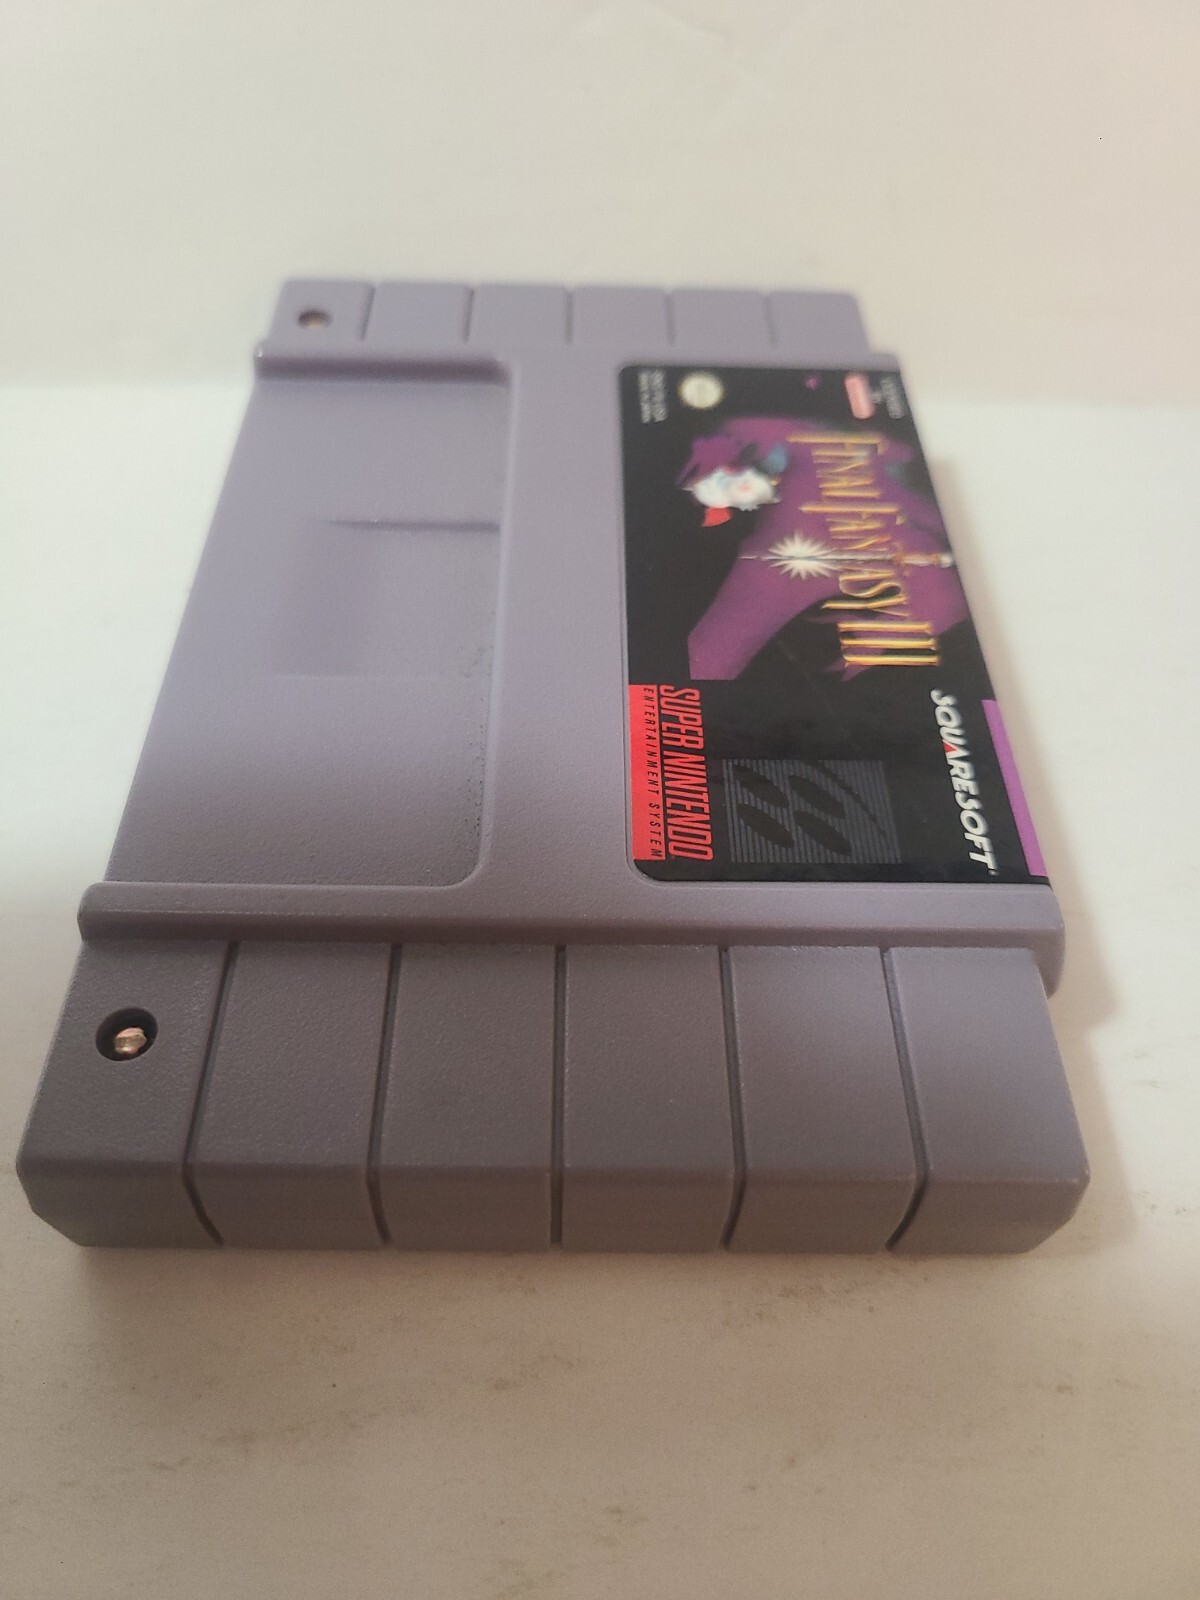 FINAL FANTASY III
SQUARESOFT
SUPER NINTENDO
ENTERTAINMENT SYSTEM